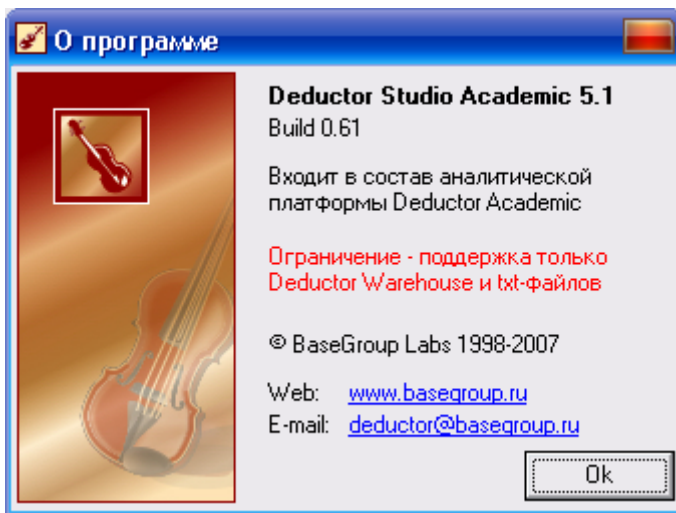 О программе
Deductor Studio Academic 5.1
Build 0.61
Входит в состав аналитической
платформы Deductor Academic
Ограничение - поддержка только
Deductor Warehouse и txt-файлов
© BaseGroup Labs 1998-2007
Web: www.basegroup.ru
E-mail: deductor@basegroup.ru
Ok